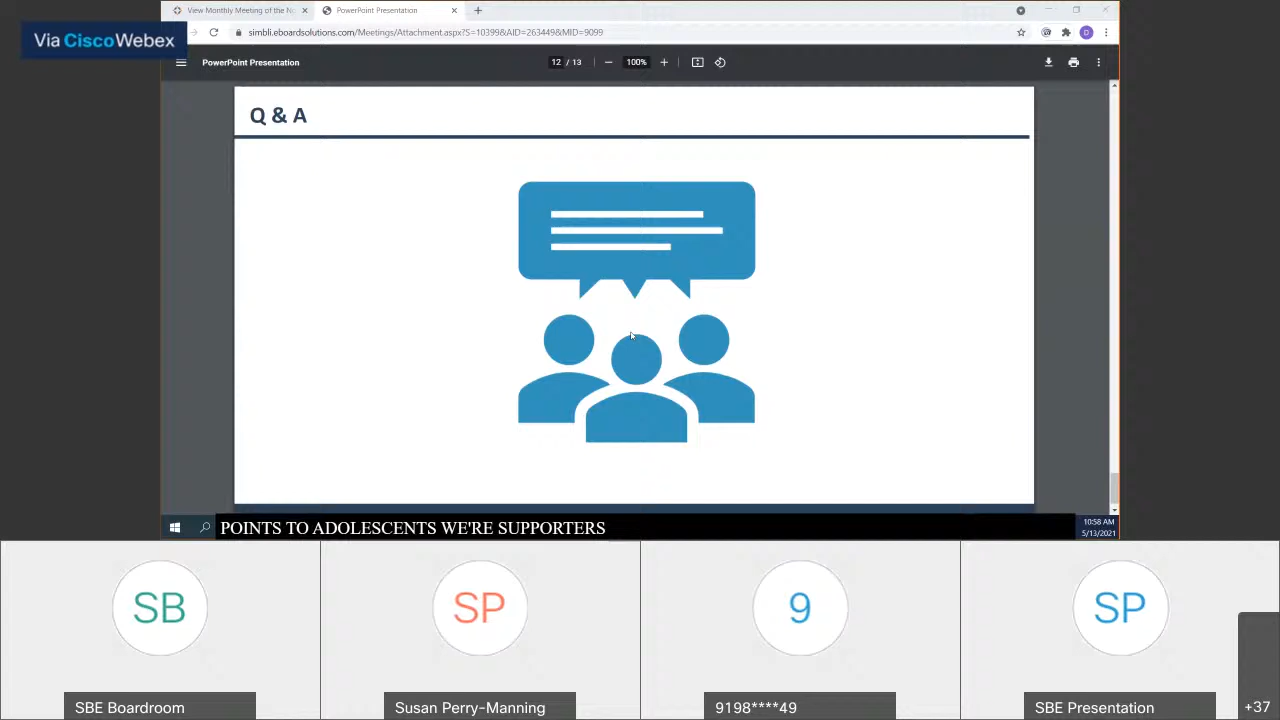 View Monthly Meeting of the N
PowerPoint Presentation
Via Cisco Webex
simbli.eboardsolutions.com/Meetings/Attachment.aspx?S=10399&AID=263449&MID=9099
D
PowerPoint Presentation
12 / 13
100%
Q & A
POINTS TO ADOLESCENTS WE'RE SUPPORTERS
10:58 AM
5/13/2021
SB
SP
9
SP
SBE Boardroom
Susan Perry-Manning
9198****49
SBE Presentation
+37